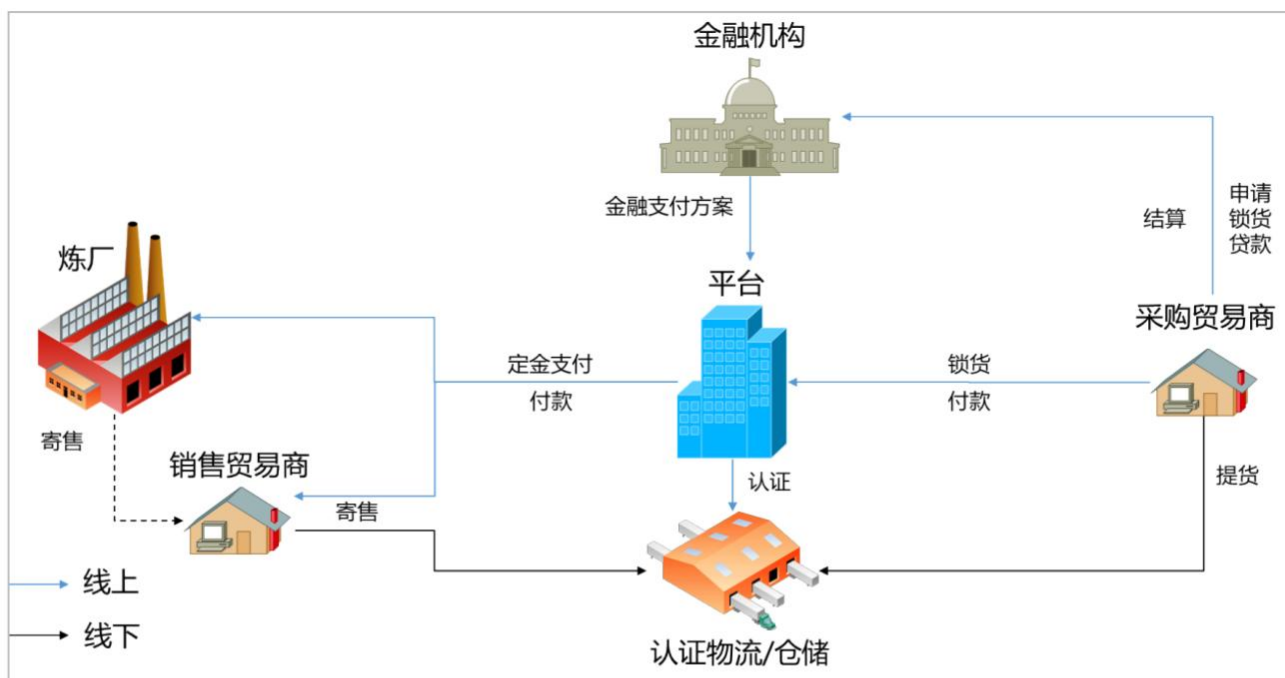 金融机构
金融支付方案
结算
申请
锁货
贷款
炼厂
平台
采购贸易商
定金支付
付款
锁货
付款
寄售
销售贸易商
寄售
认证
提货
线上
线下
认证物流/仓储